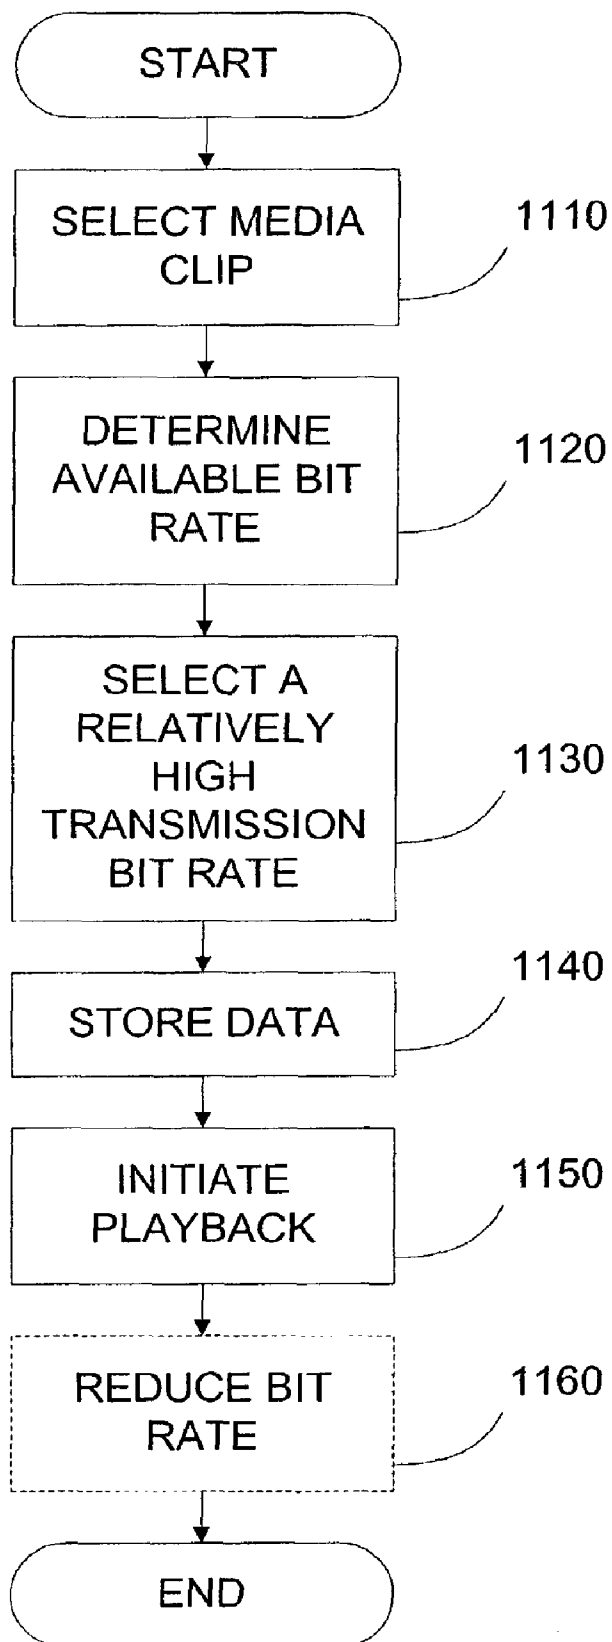 START
SELECT MEDIA
CLIP
1110
DETERMINE
AVAILABLE BIT
RATE
1120
SELECT A
RELATIVELY
HIGH
TRANSMISSION
BIT RATE
1130
STORE DATA
1140
INITIATE
PLAYBACK
1150
REDUCE BIT
RATE
1160
END